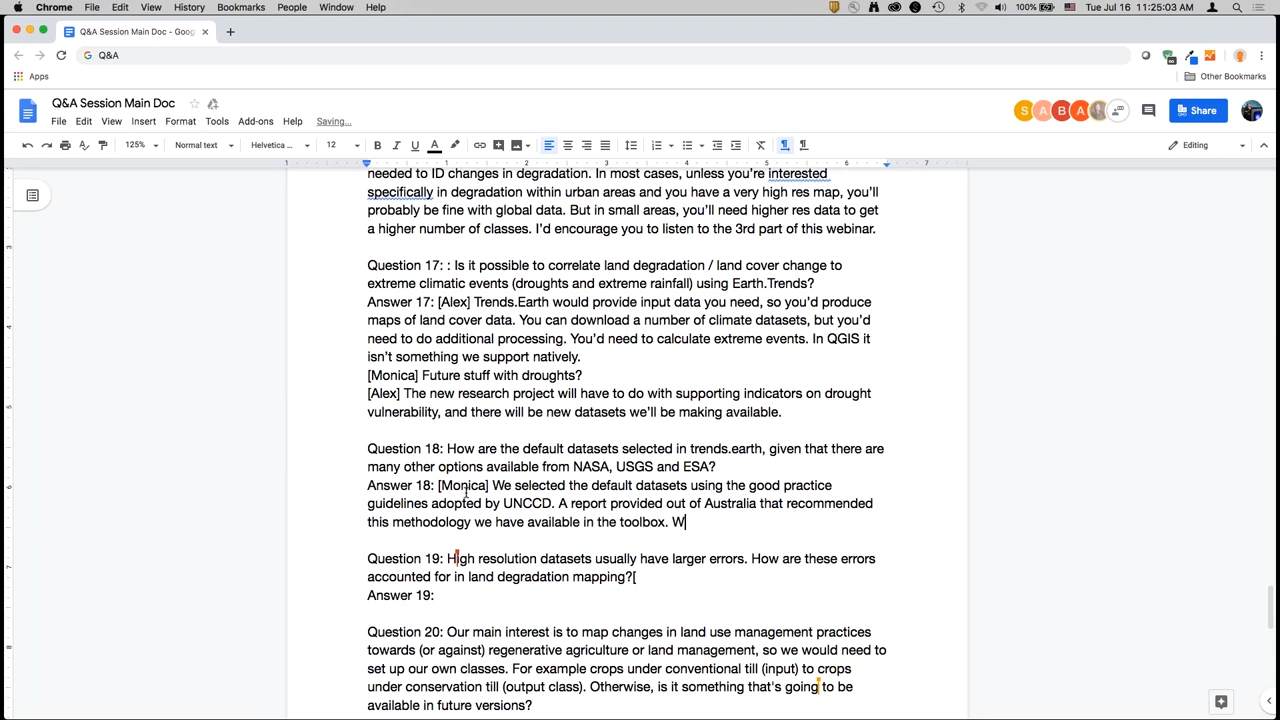 Chrome File Edit View History Bookmarks People Window Help 100% Tue Jul 16 11:25:03 AM
Q&A Session Main Doc - Goog
Q&A
Apps Other Bookmarks
Q&A Session Main Doc
S A B A Share
File Edit View Insert Format Tools Add-ons Help Saving...
125% Normal text Helvetica ... 12 B I U A Editing
1 1 2 3 4 5 6 7
needed to ID changes in degradation. In most cases, unless you're interested
specifically in degradation within urban areas and you have a very high res map, you'll
probably be fine with global data. But in small areas, you'll need higher res data to get
a higher number of classes. I'd encourage you to listen to the 3rd part of this webinar.
Question 17: : Is it possible to correlate land degradation / land cover change to
extreme climatic events (droughts and extreme rainfall) using Earth.Trends?
Answer 17: [Alex] Trends.Earth would provide input data you need, so you'd produce
maps of land cover data. You can download a number of climate datasets, but you'd
need to do additional processing. You'd need to calculate extreme events. In QGIS it
isn't something we support natively.
[Monica] Future stuff with droughts?
[Alex] The new research project will have to do with supporting indicators on drought
vulnerability, and there will be new datasets we'll be making available.
Question 18: How are the default datasets selected in trends.earth, given that there are
many other options available from NASA, USGS and ESA?
Answer 18: [Monica] We selected the default datasets using the good practice
guidelines adopted by UNCCD. A report provided out of Australia that recommended
this methodology we have available in the toolbox. W
Question 19: High resolution datasets usually have larger errors. How are these errors
accounted for in land degradation mapping?[
Answer 19:
Question 20: Our main interest is to map changes in land use management practices
towards (or against) regenerative agriculture or land management, so we would need to
set up our own classes. For example crops under conventional till (input) to crops
under conservation till (output class). Otherwise, is it something that's going to be
available in future versions?